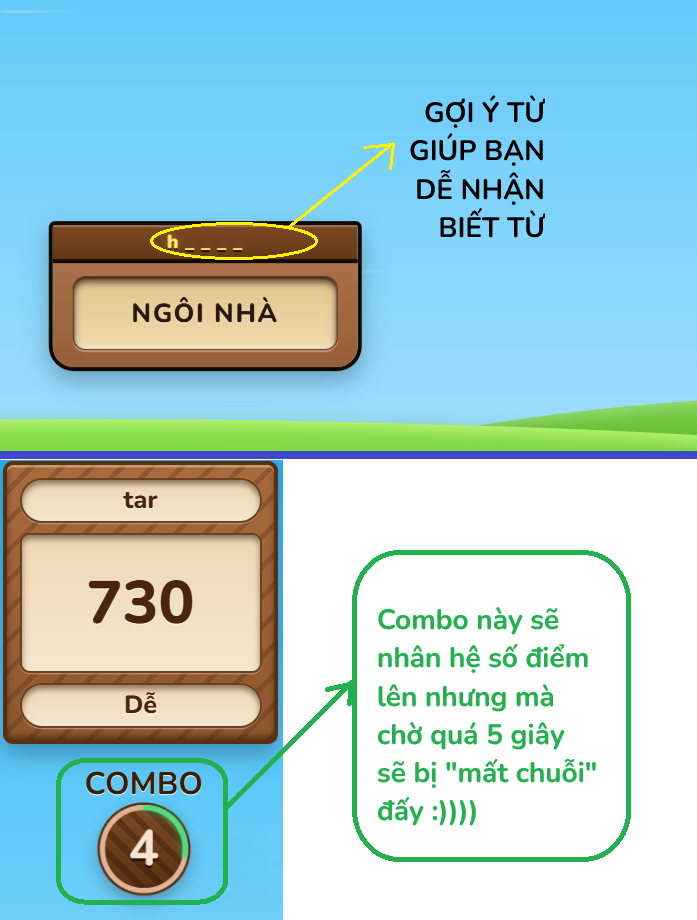 GỢI Ý TỪ
GIÚP BẠN
DỄ NHẬN
BIẾT TỪ
h _ _ _ _
NGÔI NHÀ
tar
730
Dễ
COMBO
4
Combo này sẽ
nhân hệ số điểm
lên nhưng mà
chờ quá 5 giây
sẽ bị "mất chuỗi"
đấy :))))